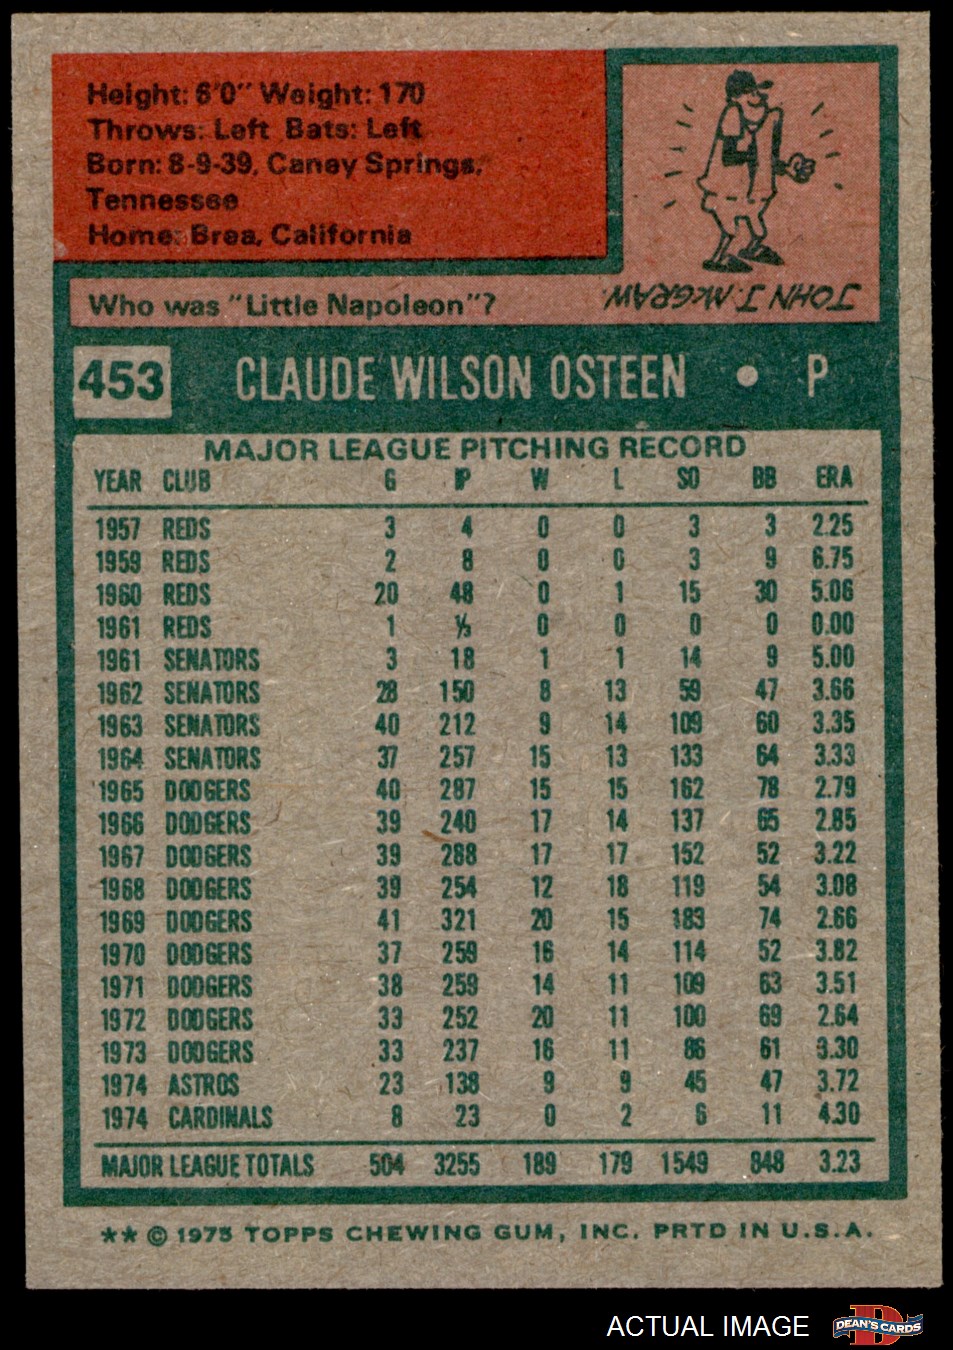 Height: 6'0" Weight: 170
Throws: Left Bats: Left
Born: 8-9-39, Caney Springs,
Tennessee
Home: Brea, California
Who was "Little Napoleon"?
JOHN J. McGRAW.
453 CLAUDE WILSON OSTEEN • P
MAJOR LEAGUE PITCHING RECORD
YEAR CLUB G IP W L SO BB ERA
1957 REDS 3 4 0 0 3 3 2.25
1959 REDS 2 8 0 0 3 9 6.75
1960 REDS 20 48 0 1 15 30 5.06
1961 REDS 1 ⅓ 0 0 0 0 0.00
1961 SENATORS 3 18 1 1 14 9 5.00
1962 SENATORS 28 150 8 13 59 47 3.66
1963 SENATORS 40 212 9 14 109 60 3.35
1964 SENATORS 37 257 15 13 133 64 3.33
1965 DODGERS 40 287 15 15 162 78 2.79
1966 DODGERS 39 240 17 14 137 65 2.85
1967 DODGERS 39 288 17 17 152 52 3.22
1968 DODGERS 39 254 12 18 119 54 3.08
1969 DODGERS 41 321 20 15 183 74 2.66
1970 DODGERS 37 259 16 14 114 52 3.82
1971 DODGERS 38 259 14 11 109 63 3.51
1972 DODGERS 33 252 20 11 100 69 2.64
1973 DODGERS 33 237 16 11 86 61 3.30
1974 ASTROS 23 138 9 9 45 47 3.72
1974 CARDINALS 8 23 0 2 6 11 4.30
MAJOR LEAGUE TOTALS 504 3255 189 179 1549 848 3.23
** © 1975 TOPPS CHEWING GUM, INC. PRTD IN U.S.A.
ACTUAL IMAGE
D
DEAN'S CARDS